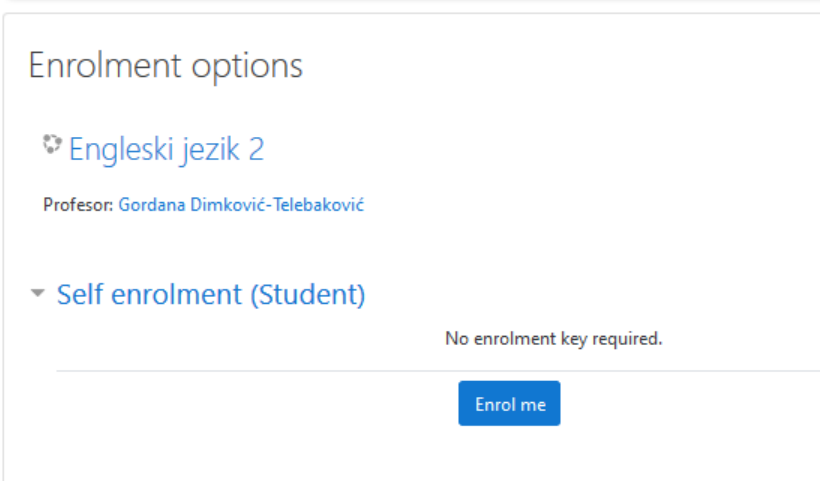 Enrolment options
Engleski jezik 2
Profesor: Gordana Dimković-Telebaković
Self enrolment (Student)
No enrolment key required.
Enrol me